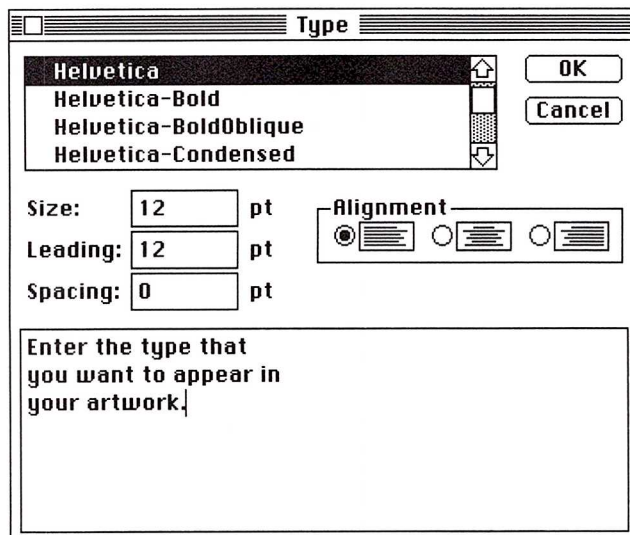 Type
Helvetica
Helvetica-Bold
Helvetica-BoldOblique
Helvetica-Condensed
OK
Cancel
Size: 12 pt
Leading: 12 pt
Spacing: 0 pt
Alignment
Enter the type that
you want to appear in
your artwork.